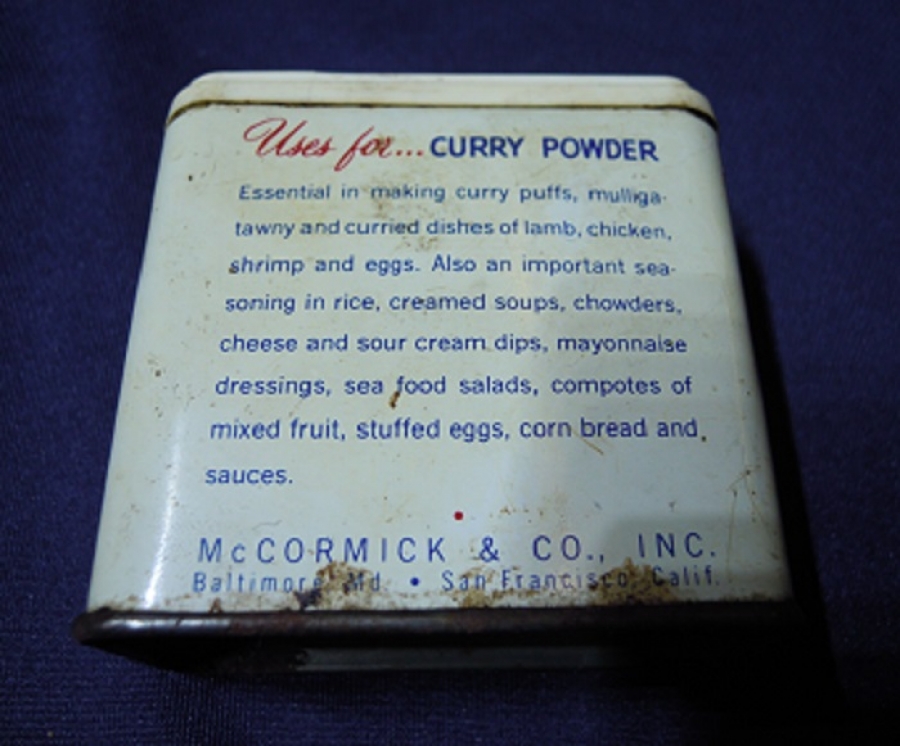 Uses for... CURRY POWDER
Essential in making curry puffs, mulliga-
tawny and curried dishes of lamb, chicken,
shrimp and eggs. Also an important sea-
soning in rice, creamed soups, chowders,
cheese and sour cream dips, mayonnaise
dressings, sea food salads, compotes of
mixed fruit, stuffed eggs, corn bread and
sauces.
McCORMICK & CO., INC.
Baltimore Md • San Francisco Calif.